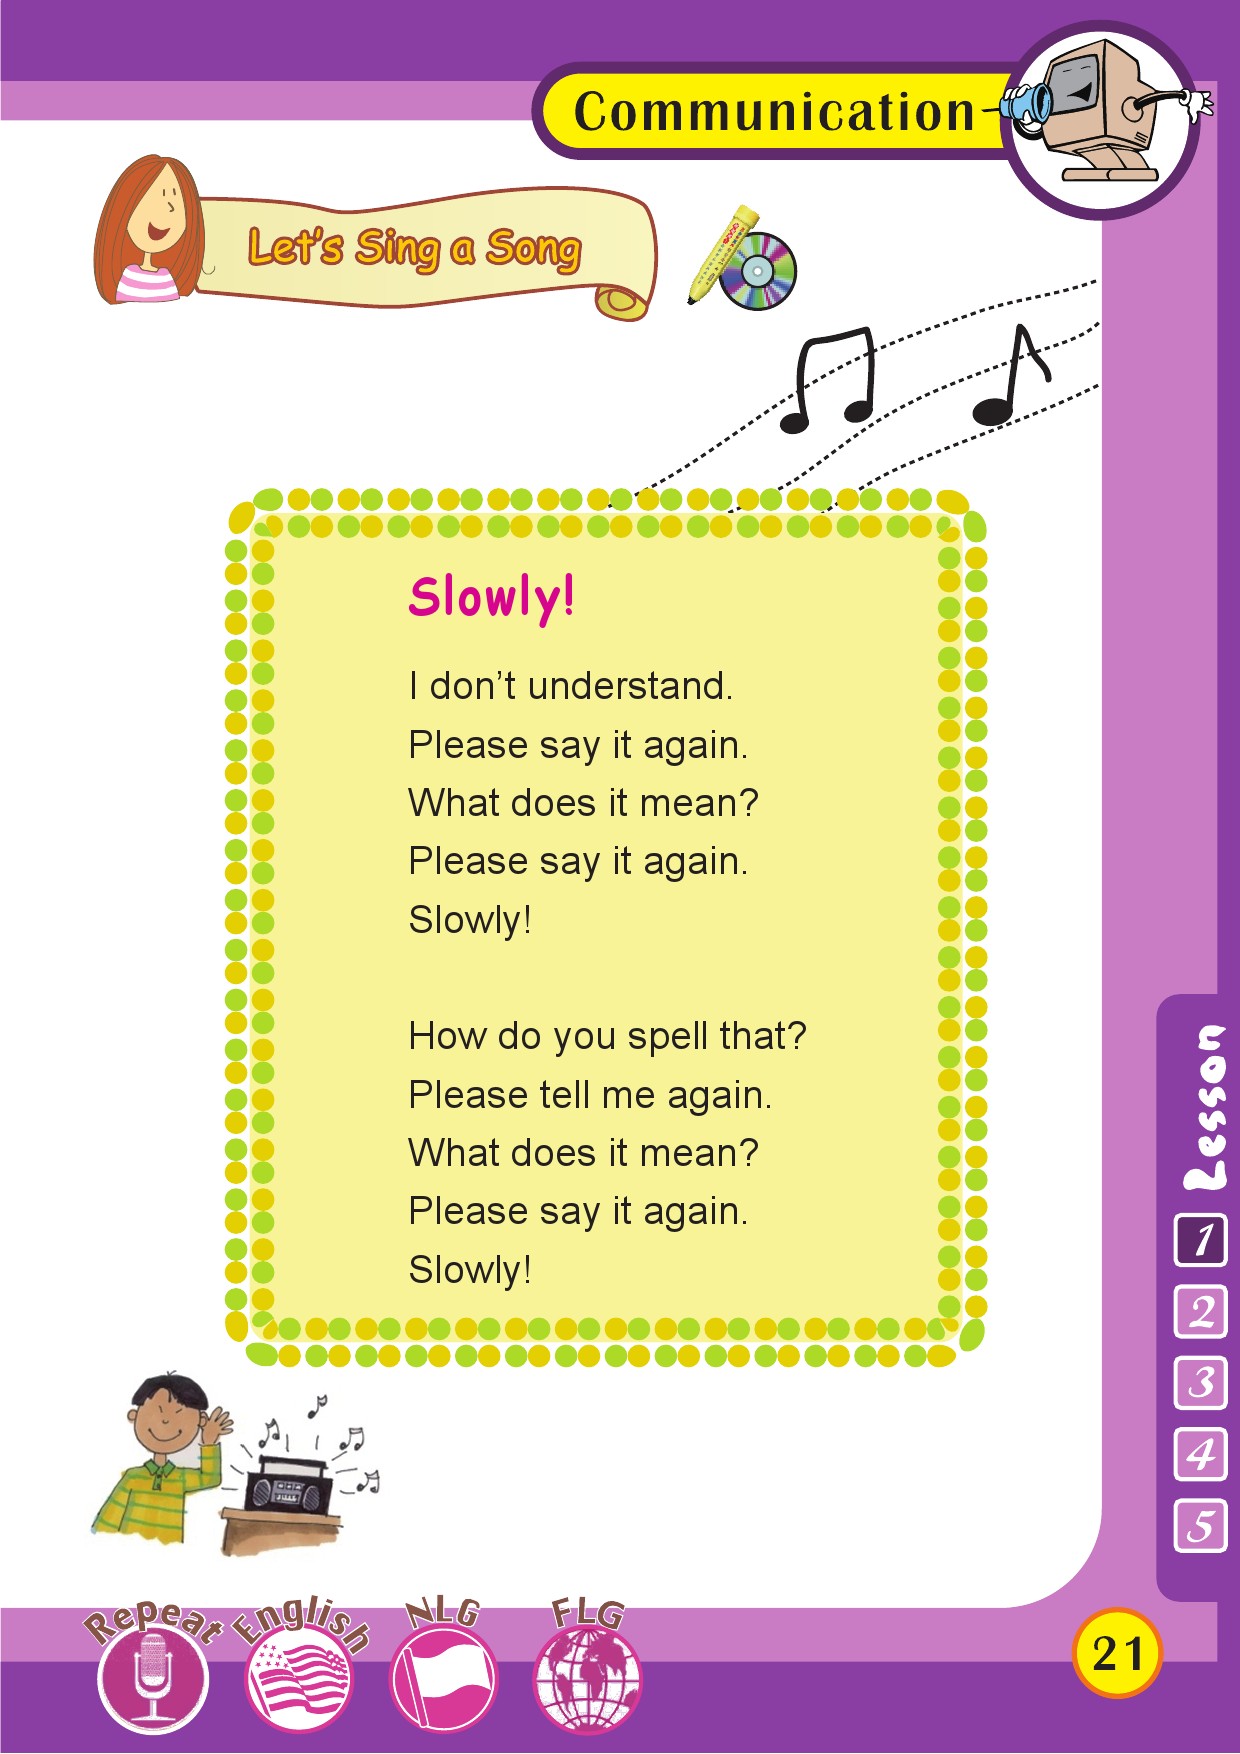 Communication
Let's Sing a Song
Slowly!
I don't understand.
Please say it again.
What does it mean?
Please say it again.
Slowly!
How do you spell that?
Please tell me again.
What does it mean?
Please say it again.
Slowly!
Lesson
1
2
3
4
5
Repeat
English
NLG
FLG
21